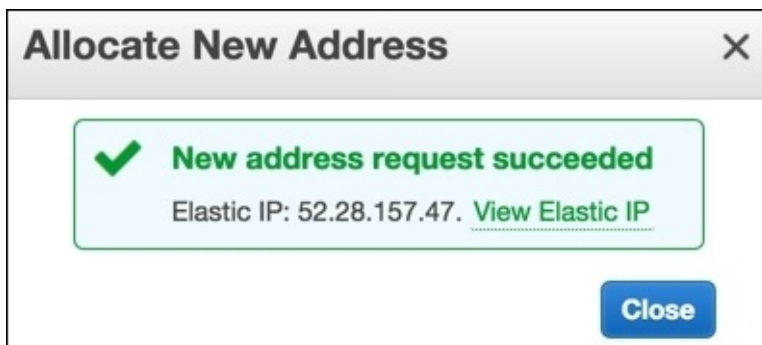 Allocate New Address
New address request succeeded
Elastic IP: 52.28.157.47. View Elastic IP
Close